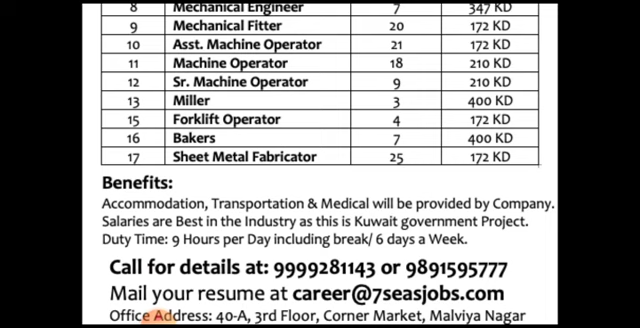 8 Mechanical Engineer 7 347 KD
9 Mechanical Fitter 20 172 KD
10 Asst. Machine Operator 21 172 KD
11 Machine Operator 18 210 KD
12 Sr. Machine Operator 9 210 KD
13 Miller 3 400 KD
15 Forklift Operator 4 172 KD
16 Bakers 7 400 KD
17 Sheet Metal Fabricator 25 172 KD
Benefits:
Accommodation, Transportation & Medical will be provided by Company.
Salaries are Best in the Industry as this is Kuwait government Project.
Duty Time: 9 Hours per Day including break/ 6 days a Week.
Call for details at: 9999281143 or 9891595777
Mail your resume at career@7seasjobs.com
Office Address: 40-A, 3rd Floor, Corner Market, Malviya Nagar